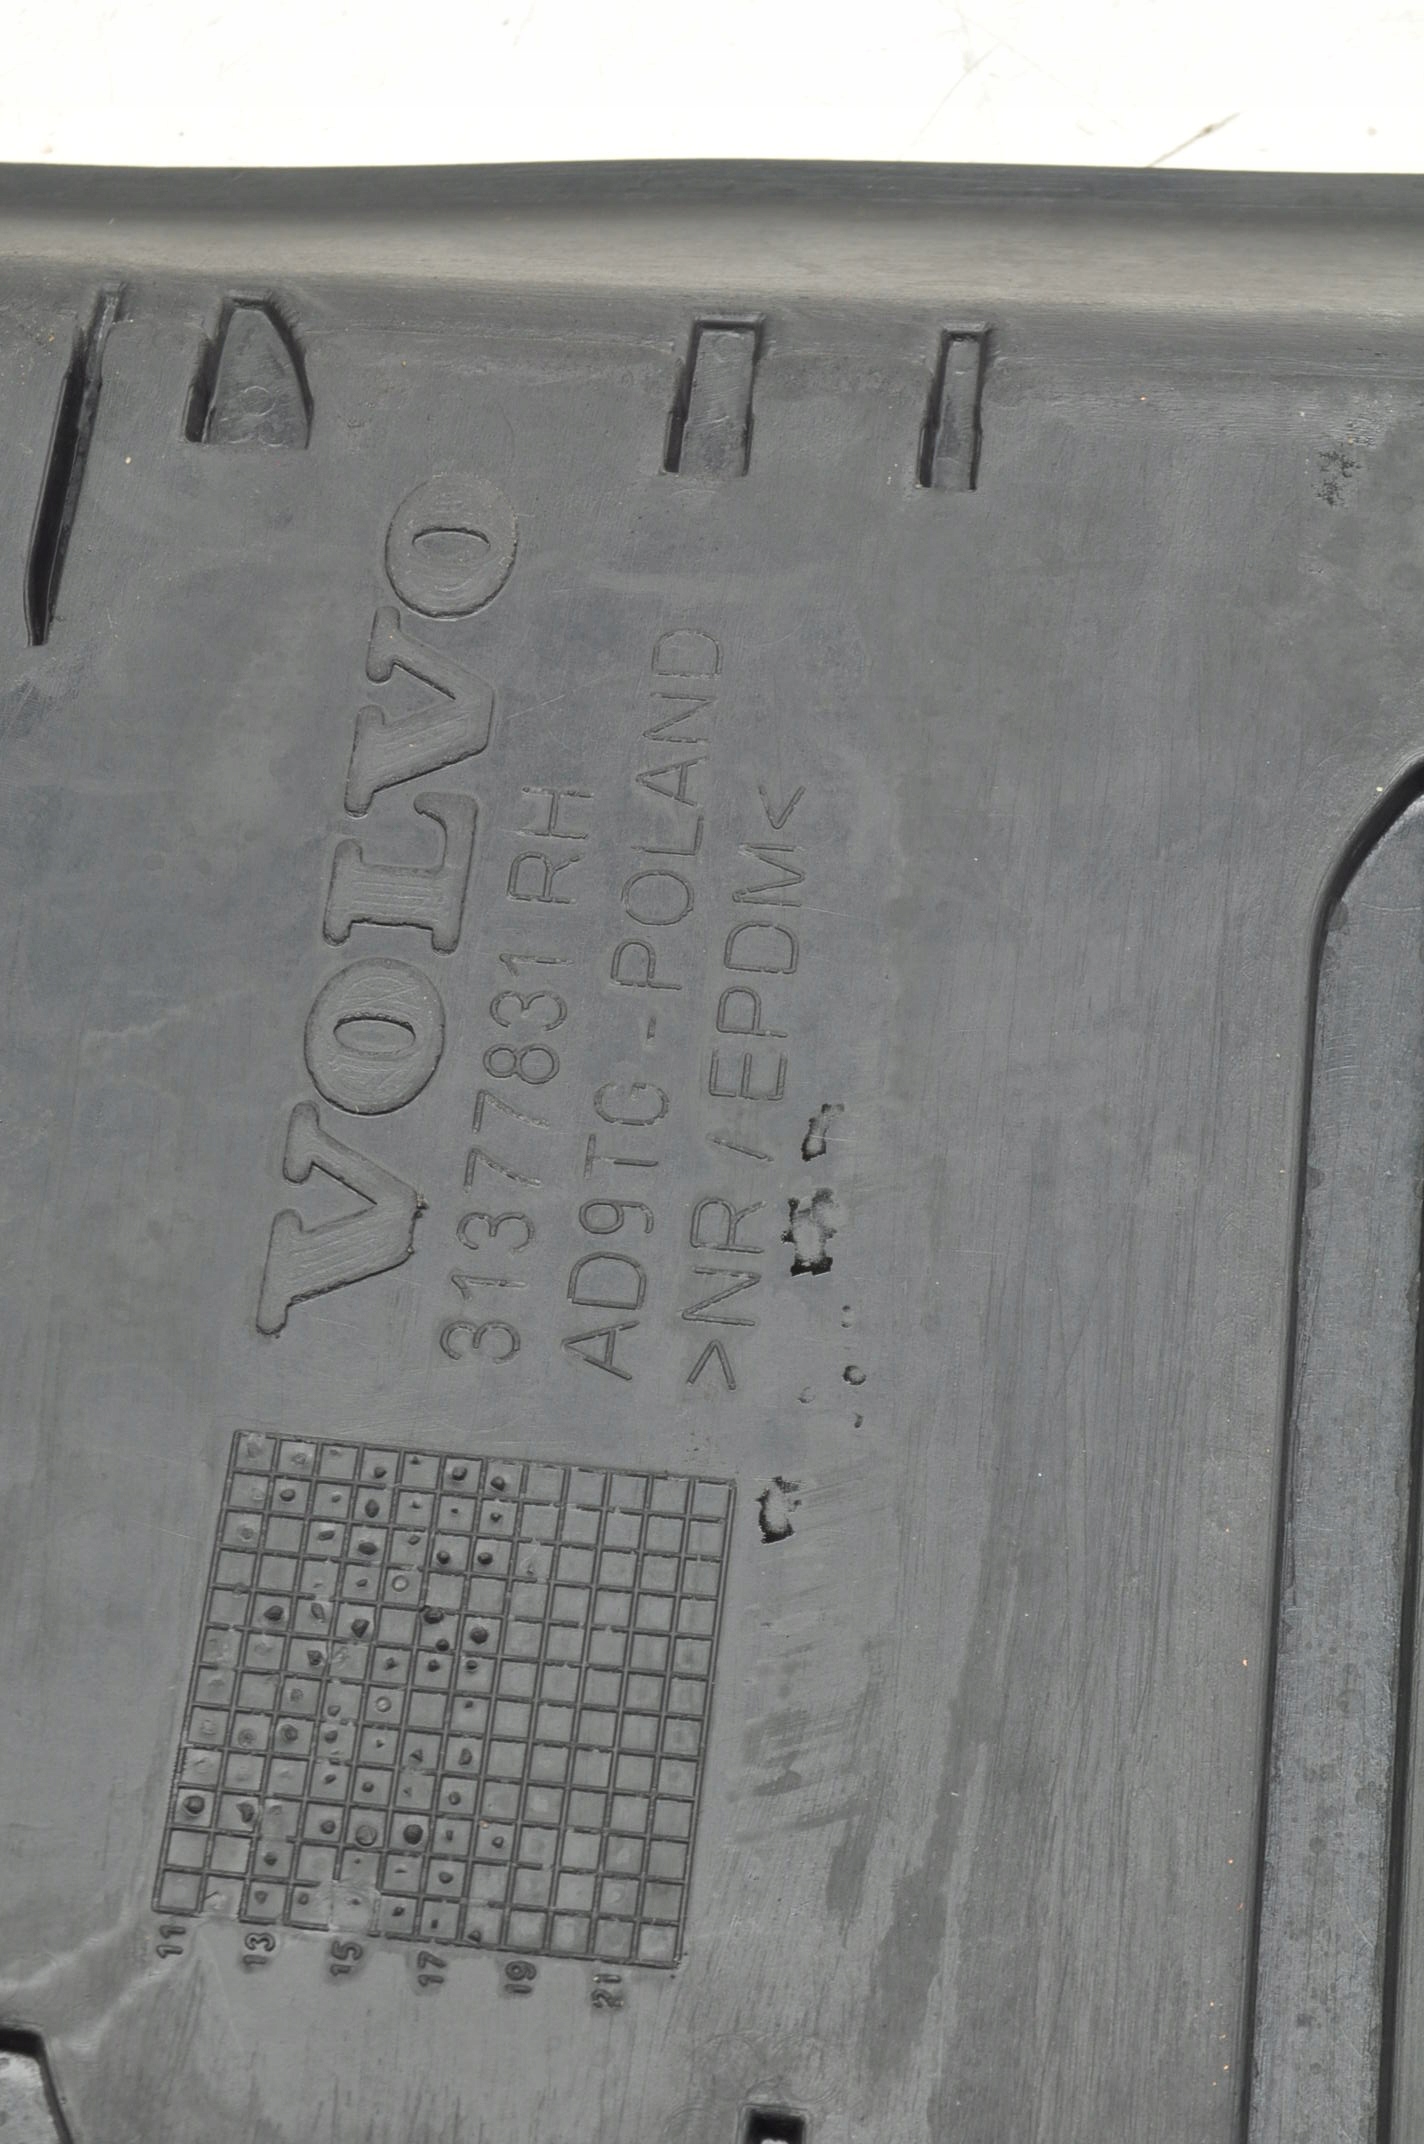 VOLVO
31377831 RH
AD9TG - POLAND
>NR / EPDM<
11 13 15 17 19 21